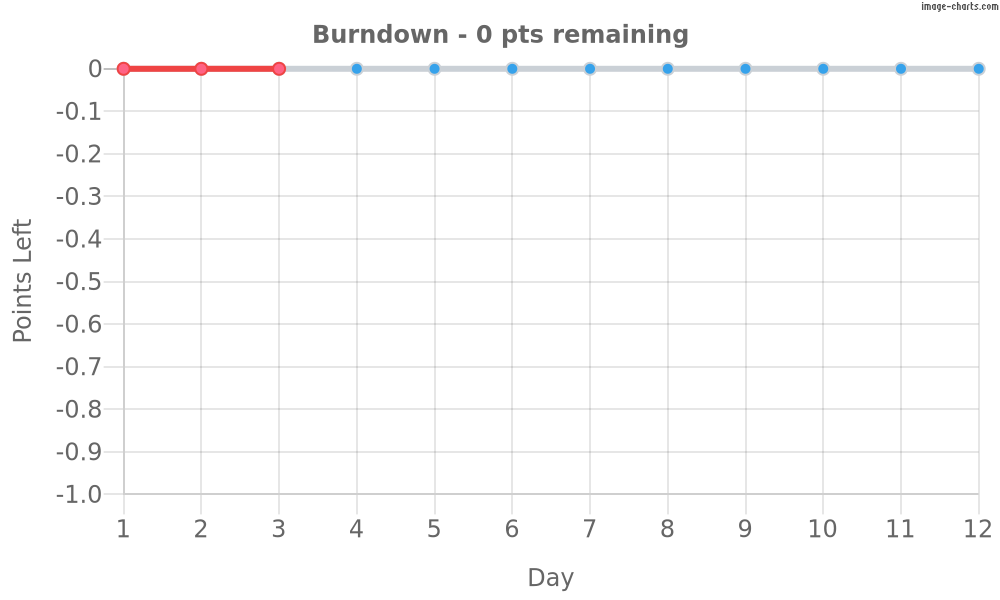 image-charts.com
Burndown - 0 pts remaining
0
-0.1
-0.2
-0.3
-0.4
-0.5
-0.6
-0.7
-0.8
-0.9
-1.0
Points Left
1 2 3 4 5 6 7 8 9 10 11 12
Day